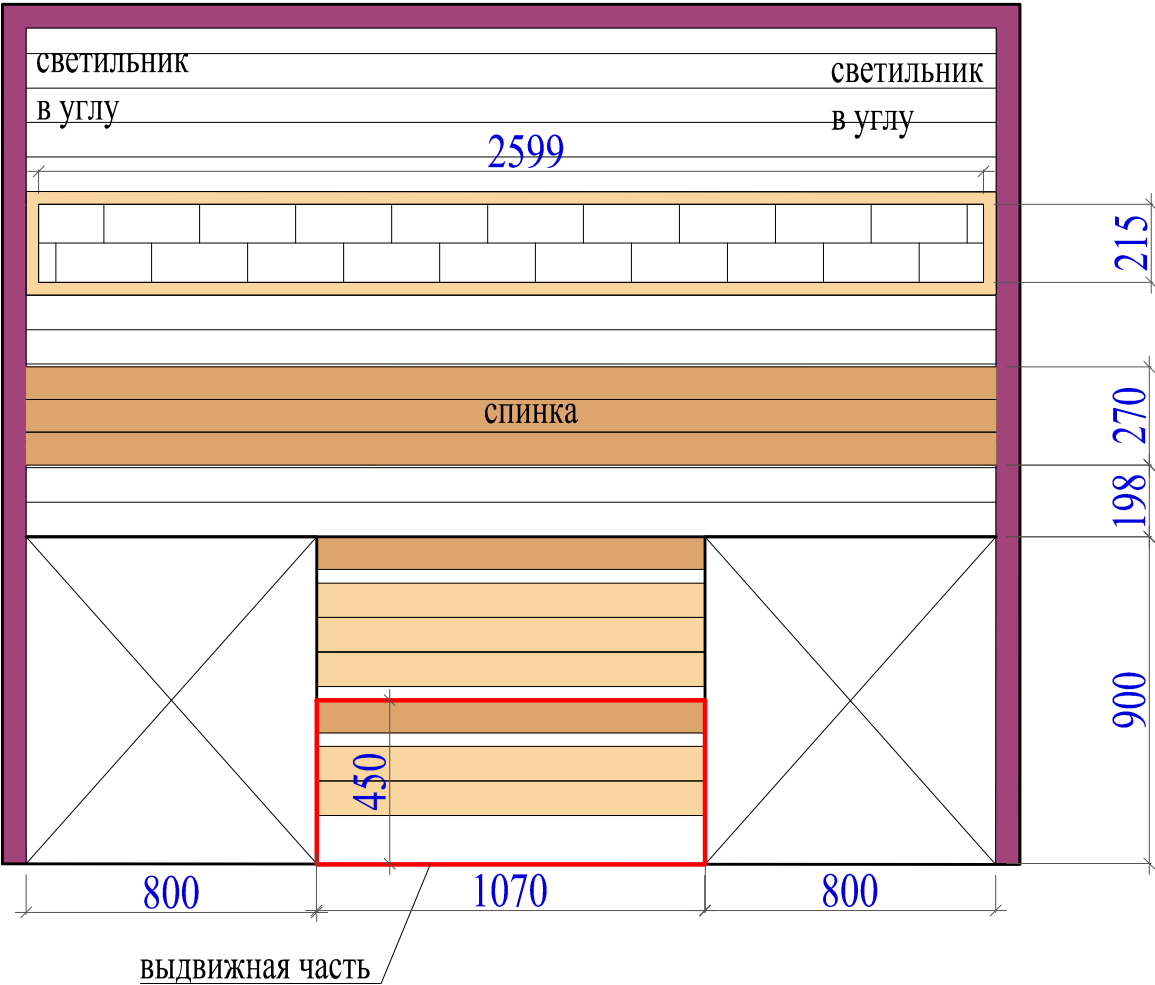 светильник
в углу
светильник
в углу
2599
215
спинка
270
198
900
450
800
1070
800
выдвижная часть